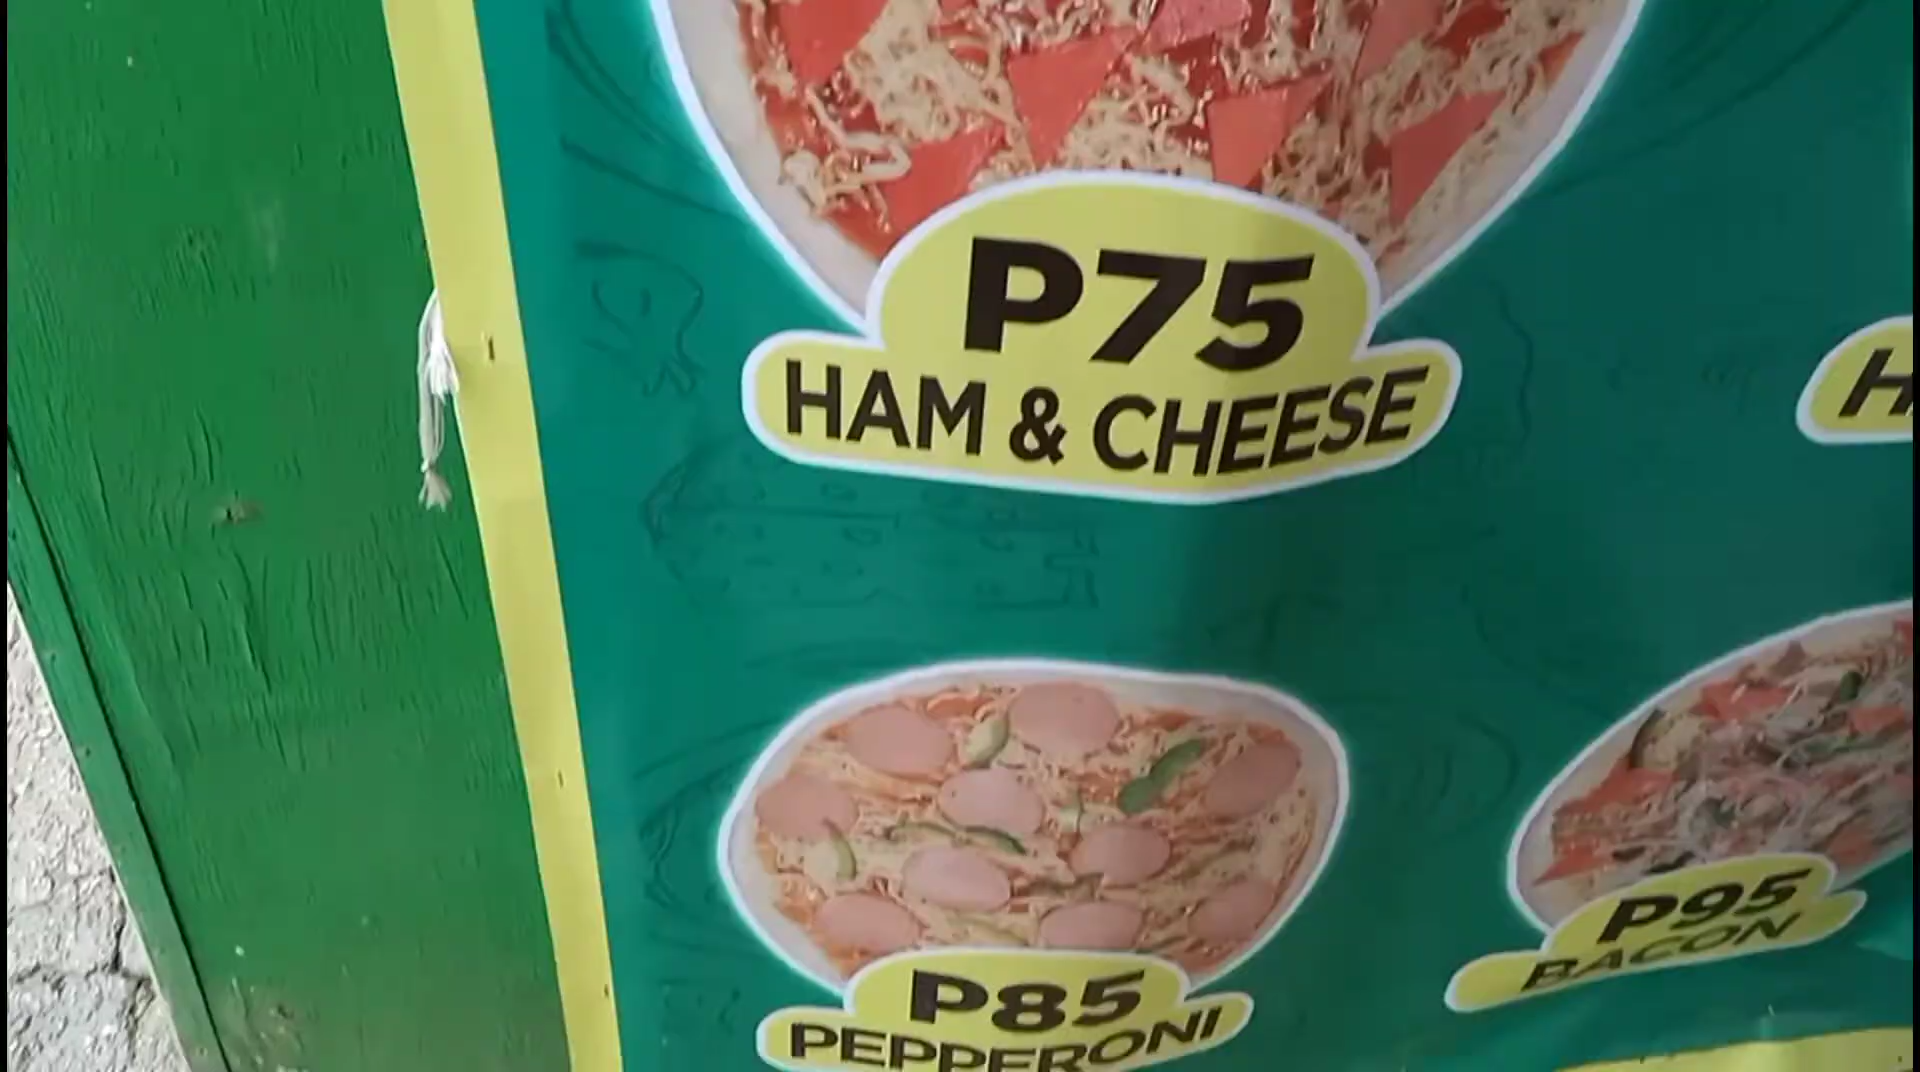 P75
HAM & CHEESE
P85
PEPPERONI
P95
BACON